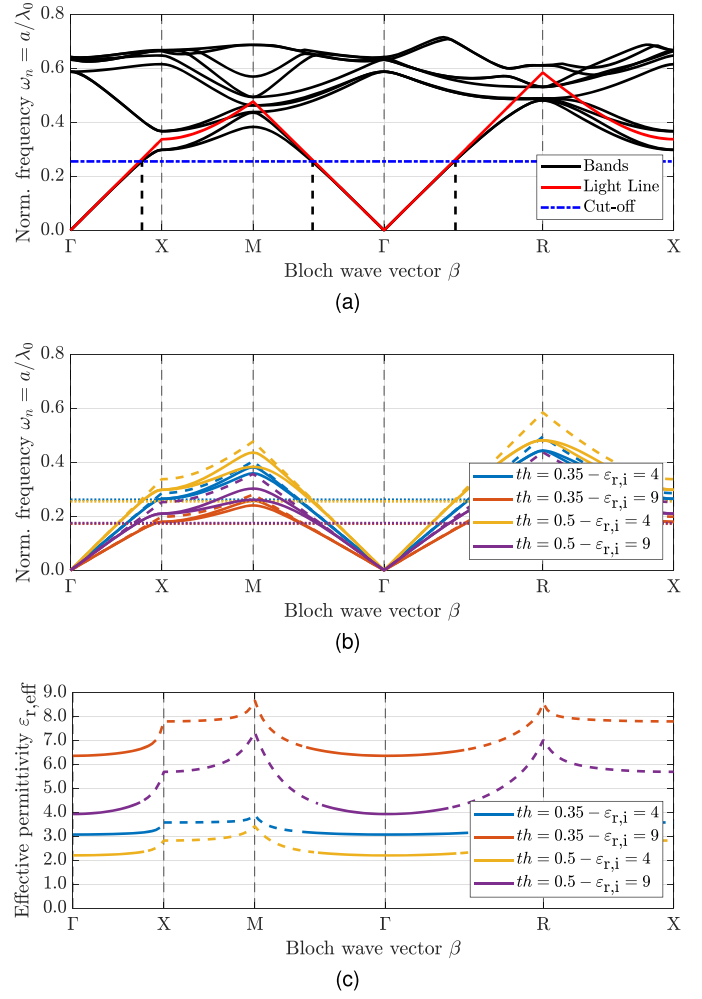 0.8
0.6
0.4
0.2
0.0
Norm. frequency ωₙ = a/λ₀
Bands
Light Line
Cut-off
Γ X M Γ R X
Bloch wave vector β
(a)
0.8
0.6
0.4
0.2
0.0
Norm. frequency ωₙ = a/λ₀
th = 0.35 − εr,i = 4
th = 0.35 − εr,i = 9
th = 0.5 − εr,i = 4
th = 0.5 − εr,i = 9
Γ X M Γ R X
Bloch wave vector β
(b)
9.0
8.0
7.0
6.0
5.0
4.0
3.0
2.0
1.0
0.0
Effective permittivity εr,eff
th = 0.35 − εr,i = 4
th = 0.35 − εr,i = 9
th = 0.5 − εr,i = 4
th = 0.5 − εr,i = 9
Γ X M Γ R X
Bloch wave vector β
(c)